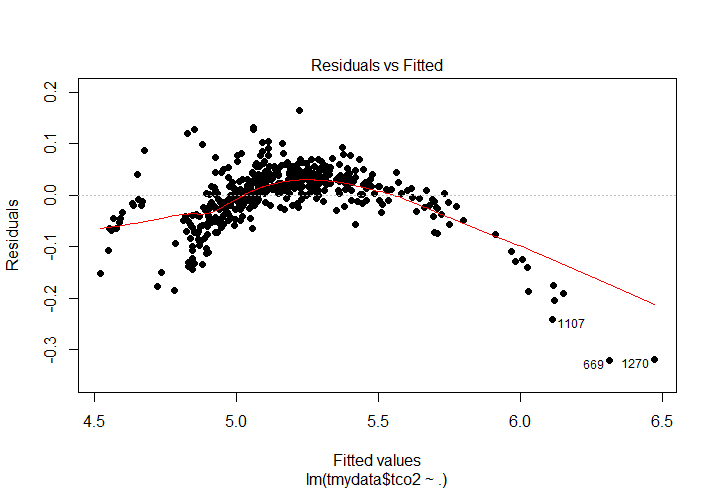 Residuals vs Fitted
Residuals
0.2
0.1
0.0
-0.1
-0.2
-0.3
1107
669
1270
4.5 5.0 5.5 6.0 6.5
Fitted values
lm(tmydata$tco2 ~ .)